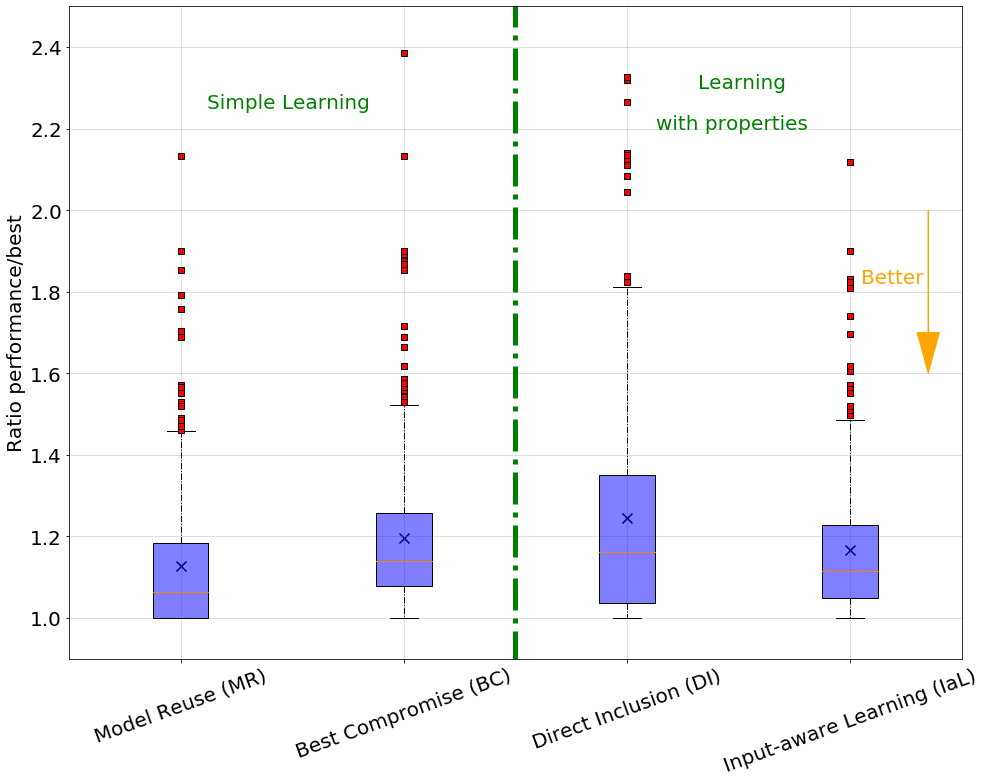 Simple Learning
Learning
with properties
Better
Ratio performance/best
2.4
2.2
2.0
1.8
1.6
1.4
1.2
1.0
Model Reuse (MR)
Best Compromise (BC)
Direct Inclusion (DI)
Input-aware Learning (IaL)